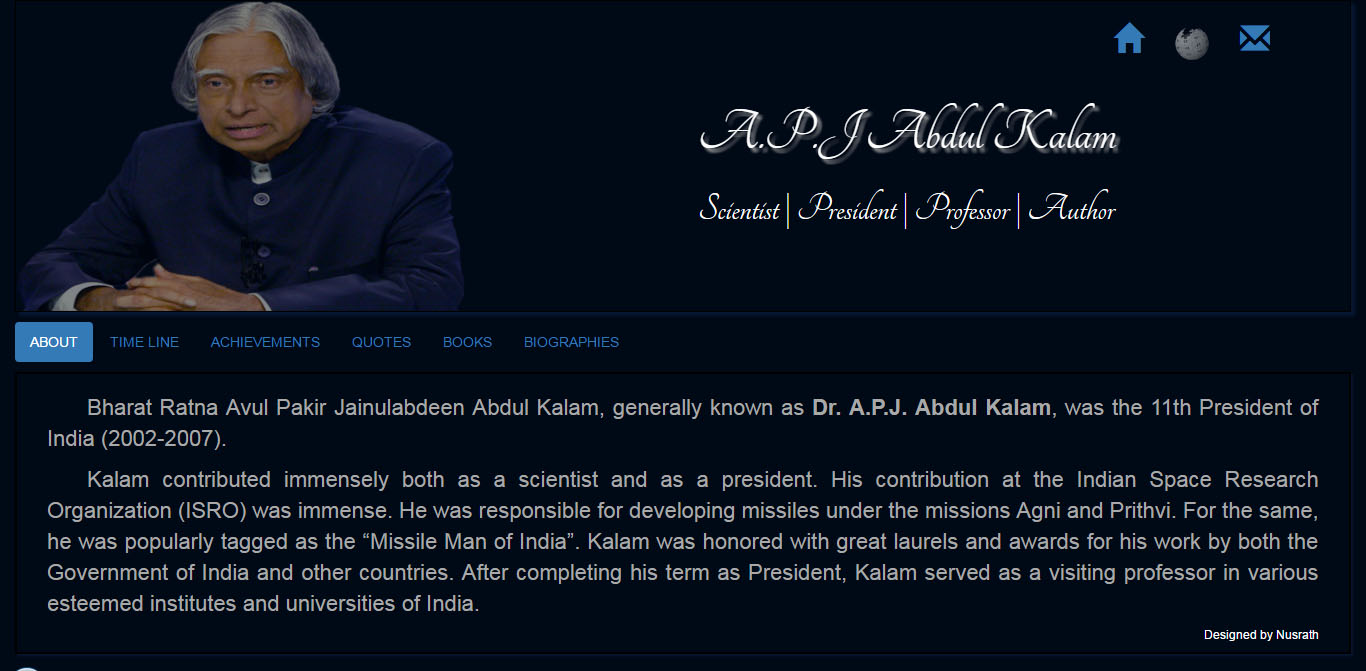 A.P.J Abdul Kalam
Scientist | President | Professor | Author
ABOUT TIME LINE ACHIEVEMENTS QUOTES BOOKS BIOGRAPHIES
Bharat Ratna Avul Pakir Jainulabdeen Abdul Kalam, generally known as Dr. A.P.J. Abdul Kalam, was the 11th President of
India (2002-2007).
Kalam contributed immensely both as a scientist and as a president. His contribution at the Indian Space Research
Organization (ISRO) was immense. He was responsible for developing missiles under the missions Agni and Prithvi. For the same,
he was popularly tagged as the “Missile Man of India”. Kalam was honored with great laurels and awards for his work by both the
Government of India and other countries. After completing his term as President, Kalam served as a visiting professor in various
esteemed institutes and universities of India.
Designed by Nusrath